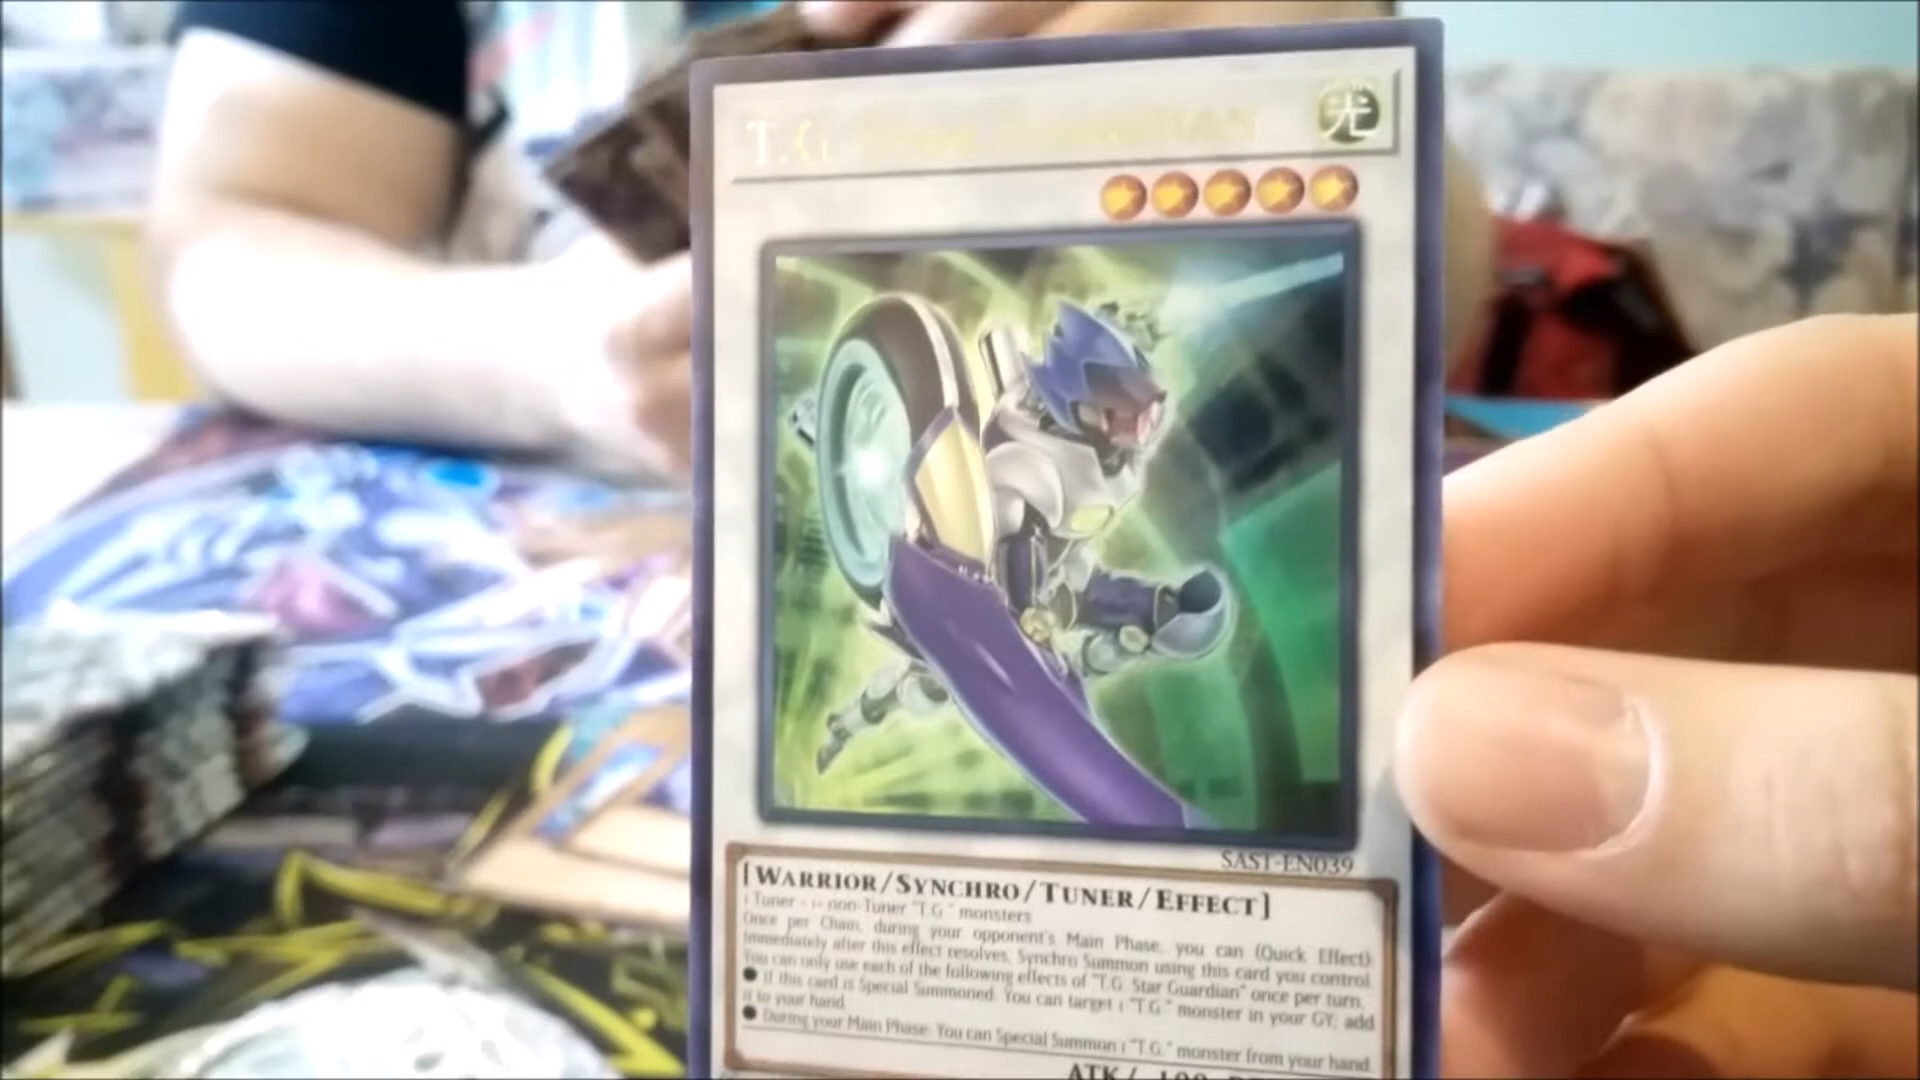 T.G.
光
SAST-EN039
[WARRIOR/SYNCHRO/TUNER/EFFECT]
1 Tuner + 1+ non-Tuner "T.G." monsters
Once per Chain, during your opponent's Main Phase, you can (Quick Effect):
Immediately after this effect resolves, Synchro Summon using this card you control.
You can only use each of the following effects of "T.G. Star Guardian" once per turn.
● If this card is Special Summoned: You can target 1 "T.G." monster in your GY; add
it to your hand.
● During your Main Phase: You can Special Summon 1 "T.G." monster from your hand.
ATK/ 100